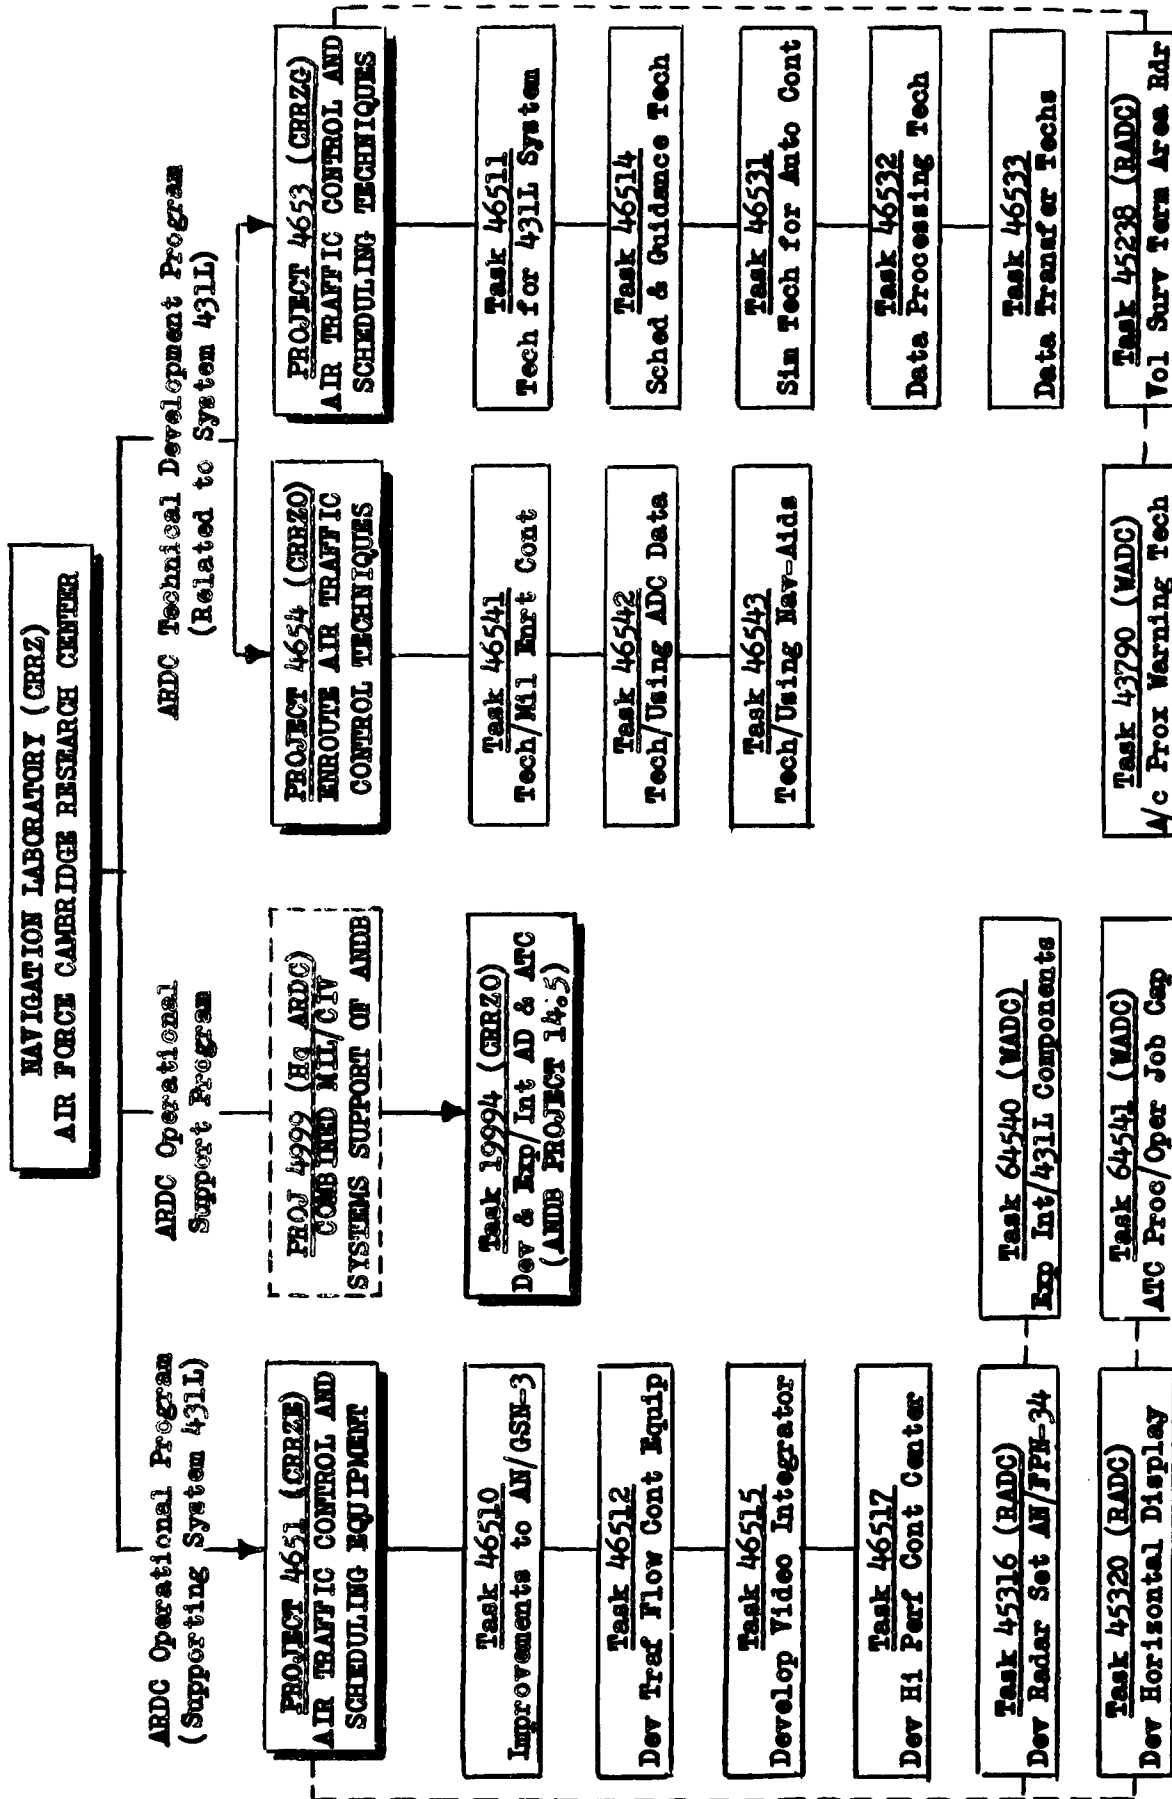 NAVIGATION LABORATORY (CRRZ)
AIR FORCE CAMBRIDGE RESEARCH CENTER
ARDC Operational Program
(Supporting System 431L)
PROJECT 4651 (CRRZE)
AIR TRAFFIC CONTROL AND
SCHEDULING EQUIPMENT
Task 46510
Improvements to AN/GSN-3
Task 46512
Dev Traf Flow Cont Equip
Task 46515
Develop Video Integrator
Task 46517
Dev Hi Perf Cont Center
Task 45316 (RADC)
Dev Radar Set AN/FPN-34
Task 45320 (RADC)
Dev Horizontal Display
ARDC Operational
Support Program
PROJ 4999 (Hq ARDC)
COMBINED MIL/CIV
SYSTEMS SUPPORT OF ANDB
Task 19994 (CRRZO)
Dev & Exp/Int AD & ATC
(ANDB PROJECT 14.5)
Task 64540 (WADC)
Exp Int/431L Components
Task 64541 (WADC)
ATC Proc/Oper Job Cap
ARDC Technical Development Program
(Related to System 431L)
PROJECT 4654 (CRRZO)
ENROUTE AIR TRAFFIC
CONTROL TECHNIQUES
Task 46541
Tech/Mil Enrt Cont
Task 46542
Tech/Using ADC Data
Task 46543
Tech/Using Nav-Aids
Task 43790 (WADC)
A/c Prox Warning Tech
PROJECT 4653 (CRRZG)
AIR TRAFFIC CONTROL AND
SCHEDULING TECHNIQUES
Task 46511
Tech for 431L System
Task 46514
Sched & Guidance Tech
Task 46531
Sim Tech for Auto Cont
Task 46532
Data Processing Tech
Task 46533
Data Transfer Techs
Task 45238 (RADC)
Vol Surv Term Area Rdr